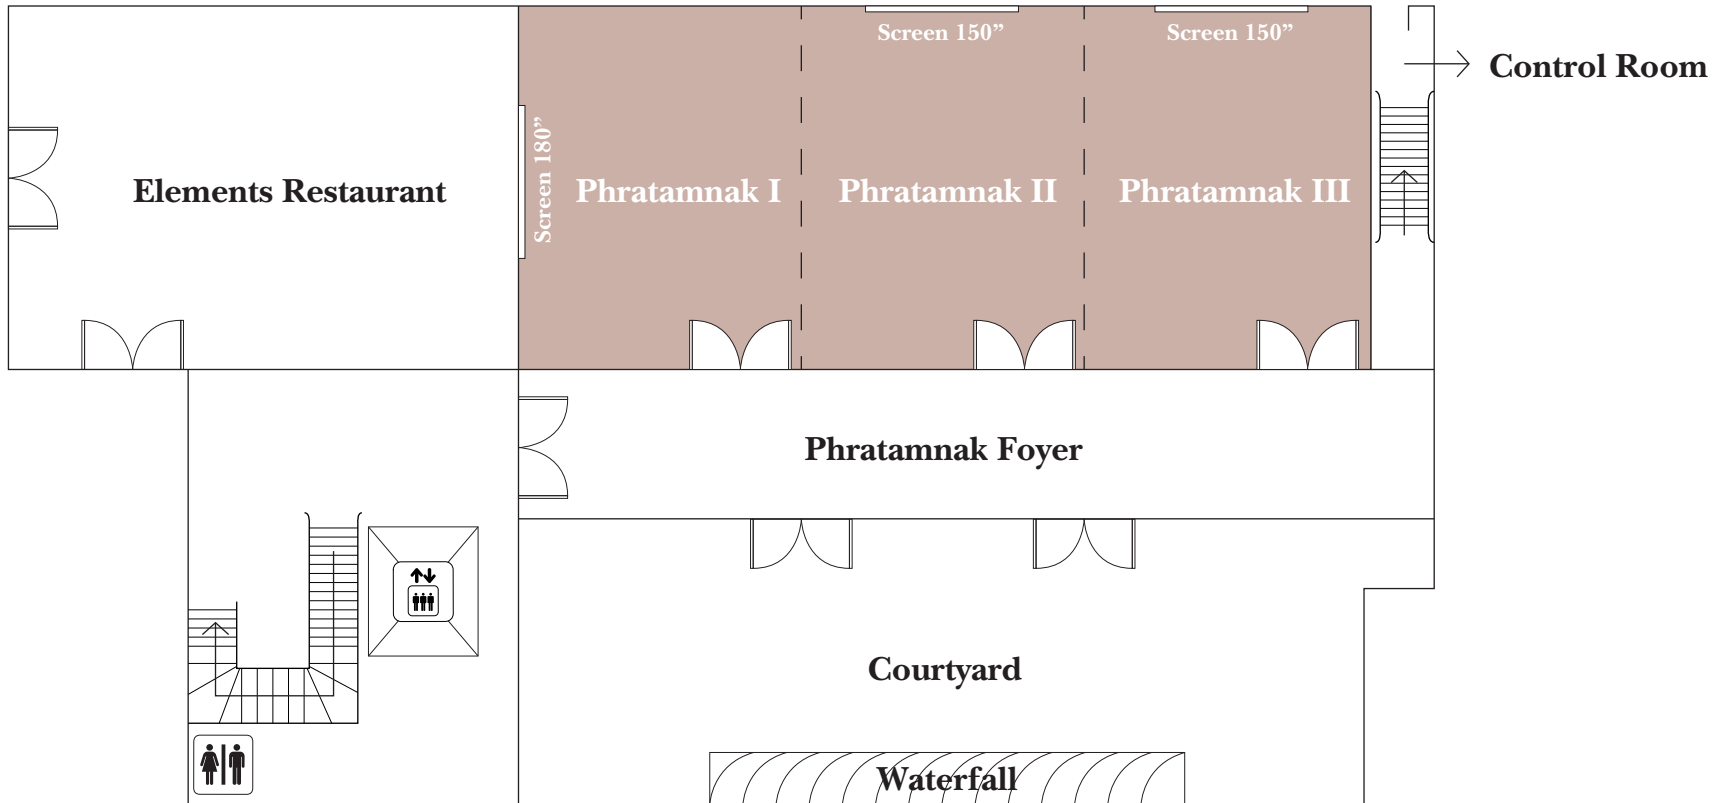 Screen 150”
Screen 150”
Control Room
Screen 180”
Elements Restaurant
Phratamnak I
Phratamnak II
Phratamnak III
Phratamnak Foyer
Courtyard
Waterfall